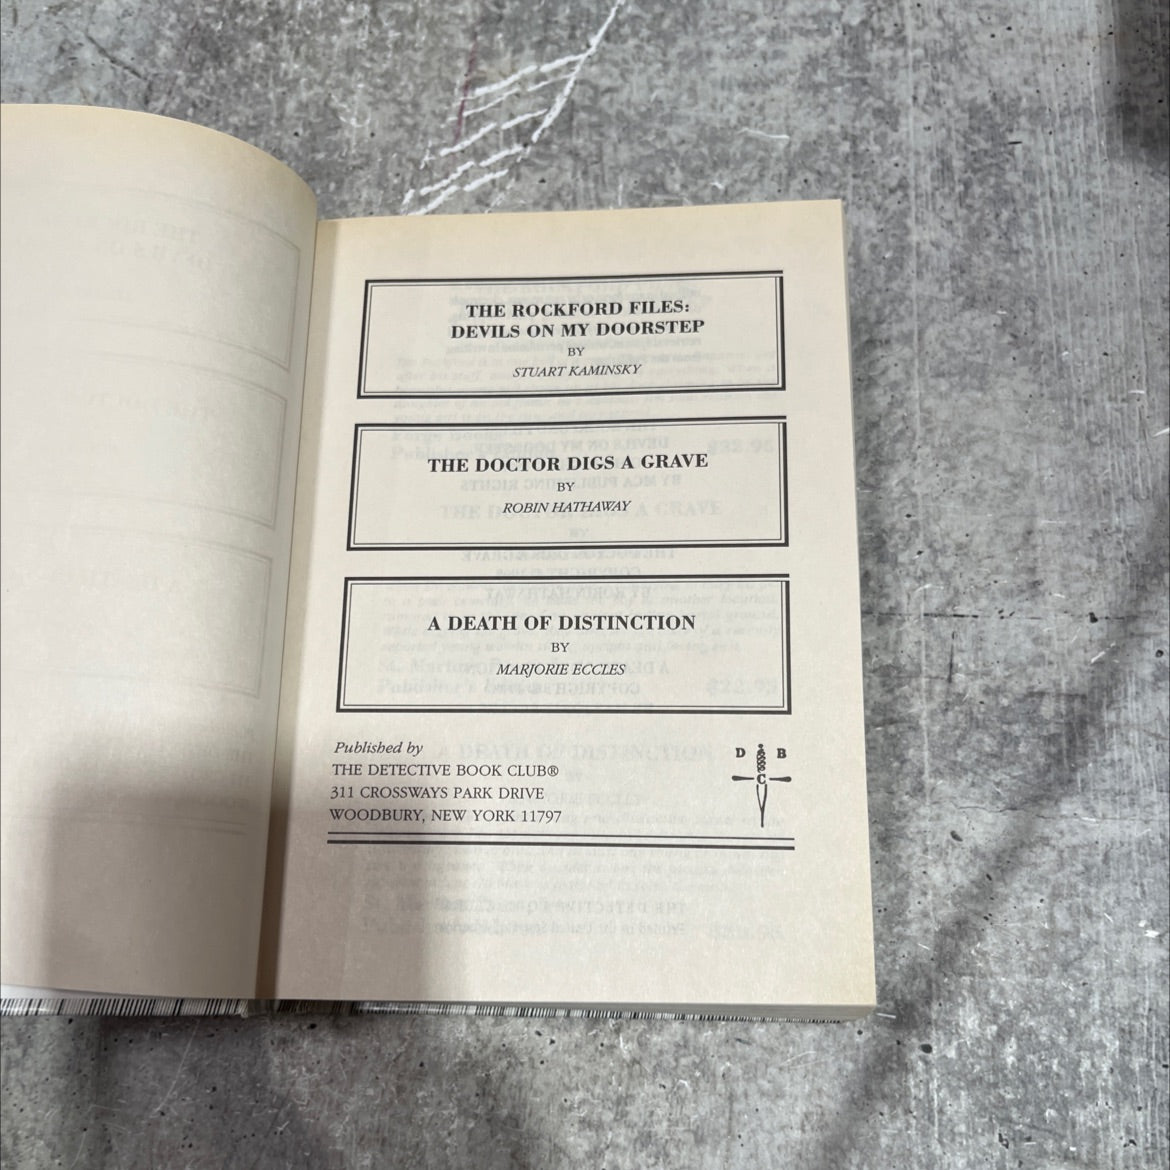 THE ROCKFORD FILES:
DEVILS ON MY DOORSTEP
BY
STUART KAMINSKY
THE DOCTOR DIGS A GRAVE
BY
ROBIN HATHAWAY
A DEATH OF DISTINCTION
BY
MARJORIE ECCLES
Published by
THE DETECTIVE BOOK CLUB®
311 CROSSWAYS PARK DRIVE
WOODBURY, NEW YORK 11797
D B
C